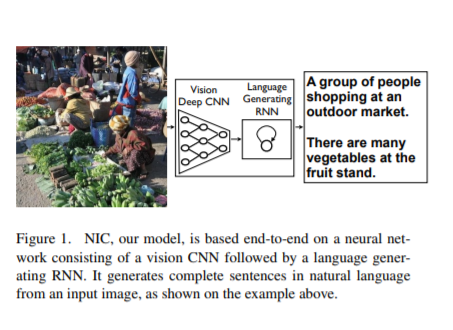 Vision
Deep CNN
Language
Generating
RNN
A group of people
shopping at an
outdoor market.
There are many
vegetables at the
fruit stand.
Figure 1. NIC, our model, is based end-to-end on a neural net-
work consisting of a vision CNN followed by a language gener-
ating RNN. It generates complete sentences in natural language
from an input image, as shown on the example above.